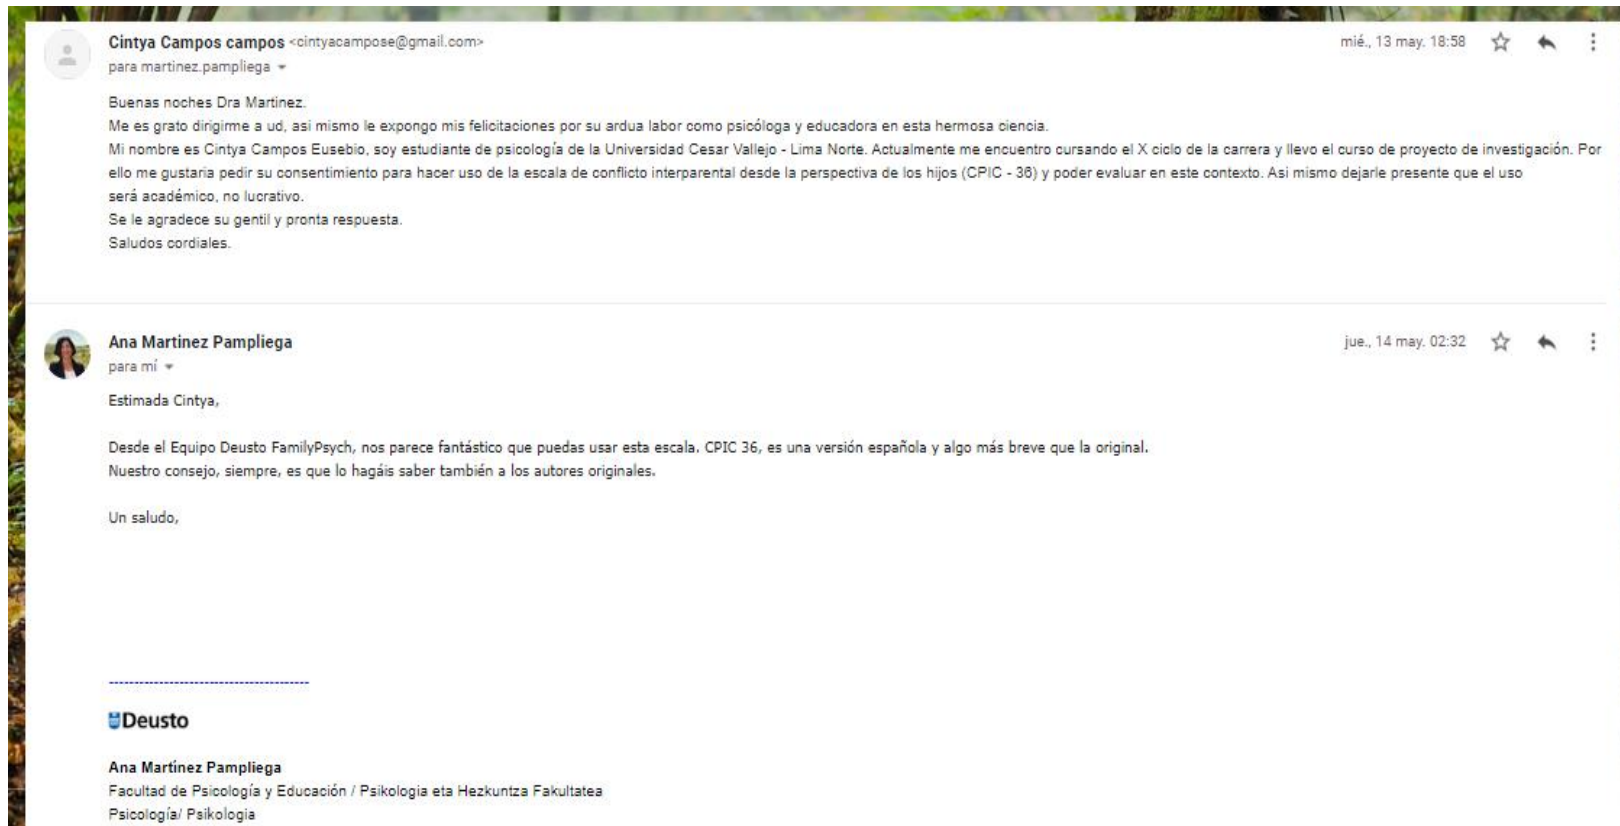 Cintya Campos campos <cintyacampose@gmail.com>
mié., 13 may. 18:58
para martinez.pampliega
Buenas noches Dra Martinez.
Me es grato dirigirme a ud, asi mismo le expongo mis felicitaciones por su ardua labor como psicóloga y educadora en esta hermosa ciencia.
Mi nombre es Cintya Campos Eusebio, soy estudiante de psicología de la Universidad Cesar Vallejo - Lima Norte. Actualmente me encuentro cursando el X ciclo de la carrera y llevo el curso de proyecto de investigación. Por
ello me gustaria pedir su consentimiento para hacer uso de la escala de conflicto interparental desde la perspectiva de los hijos (CPIC - 36) y poder evaluar en este contexto. Asi mismo dejarle presente que el uso
será académico, no lucrativo.
Se le agradece su gentil y pronta respuesta.
Saludos cordiales.
Ana Martinez Pampliega
jue., 14 may. 02:32
para mí
Estimada Cintya,
Desde el Equipo Deusto FamilyPsych, nos parece fantástico que puedas usar esta escala. CPIC 36, es una versión española y algo más breve que la original.
Nuestro consejo, siempre, es que lo hagáis saber también a los autores originales.
Un saludo,
----------------------------------------
Deusto
Ana Martínez Pampliega
Facultad de Psicología y Educación / Psikologia eta Hezkuntza Fakultatea
Psicología/ Psikologia